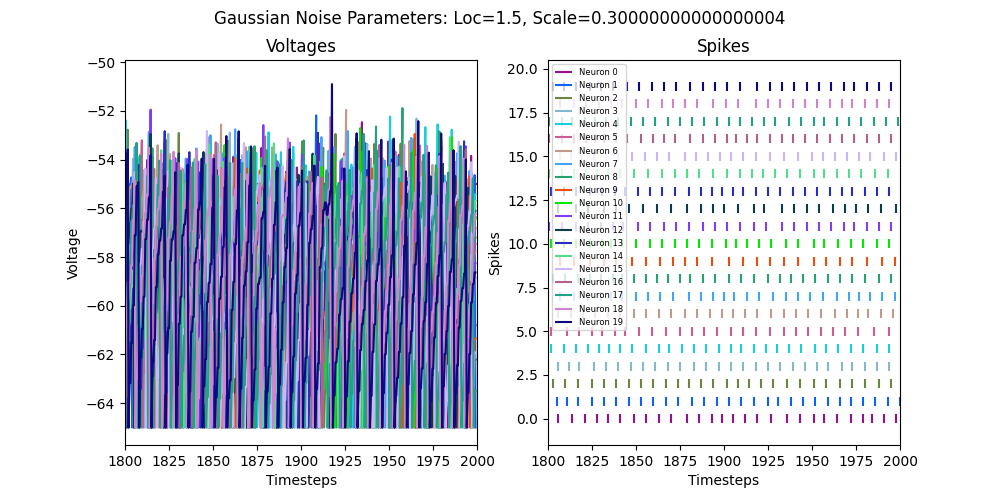 Gaussian Noise Parameters: Loc=1.5, Scale=0.30000000000000004
Voltages
Spikes
Voltage
−50
−52
−54
−56
−58
−60
−62
−64
1800
1825
1850
1875
1900
1925
1950
1975
2000
Timesteps
Spikes
20.0
17.5
15.0
12.5
10.0
7.5
5.0
2.5
0.0
Neuron 0
Neuron 1
Neuron 2
Neuron 3
Neuron 4
Neuron 5
Neuron 6
Neuron 7
Neuron 8
Neuron 9
Neuron 10
Neuron 11
Neuron 12
Neuron 13
Neuron 14
Neuron 15
Neuron 16
Neuron 17
Neuron 18
Neuron 19
1800
1825
1850
1875
1900
1925
1950
1975
2000
Timesteps